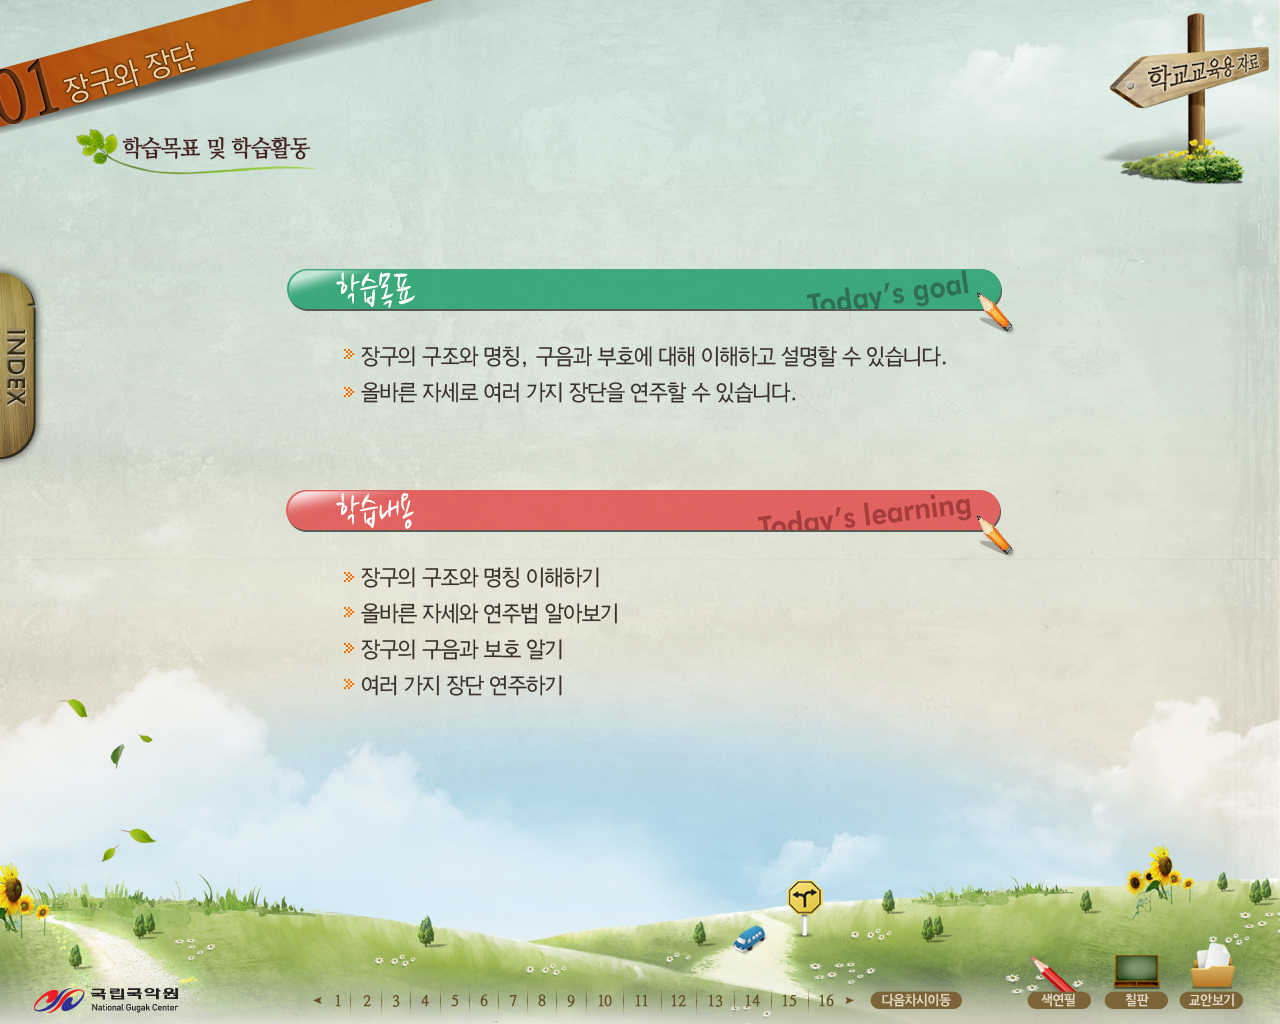 01 장구와 장단
학교교육용 자료
학습목표 및 학습활동
INDEX
학습목표
Today's goal
장구의 구조와 명칭, 구음과 부호에 대해 이해하고 설명할 수 있습니다.
올바른 자세로 여러 가지 장단을 연주할 수 있습니다.
학습내용
Today's learning
장구의 구조와 명칭 이해하기
올바른 자세와 연주법 알아보기
장구의 구음과 보호 알기
여러 가지 장단 연주하기
국립국악원
National Gugak Center
1 2 3 4 5 6 7 8 9 10 11 12 13 14 15 16
다음차시이동
색연필
칠판
교안보기